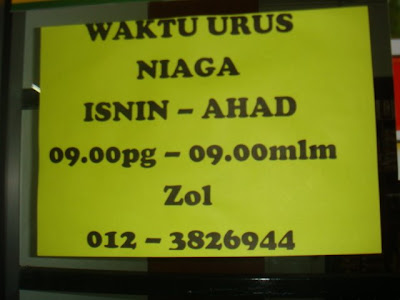 WAKTU URUS
NIAGA
ISNIN – AHAD
09.00pg – 09.00mlm
Zol
012 – 3826944